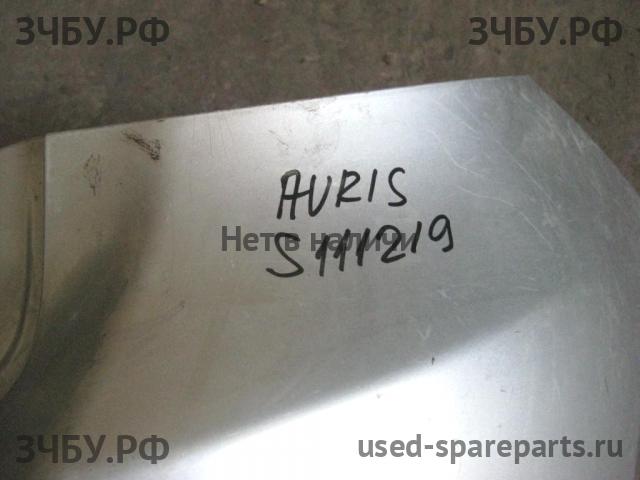 ЗЧБУ.РФ ЗЧБУ.РФ
AURIS
Нет в наличии
S111219
ЗЧБУ.РФ used-spareparts.ru